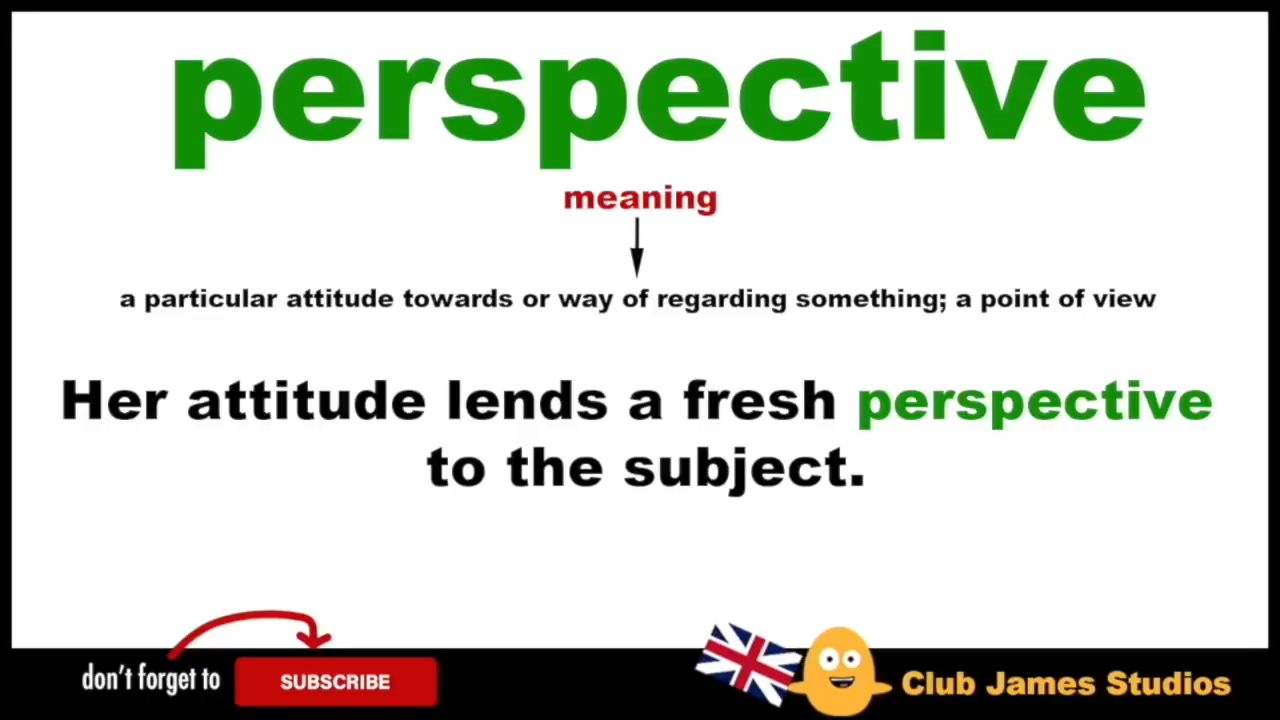 perspective
meaning
a particular attitude towards or way of regarding something; a point of view
Her attitude lends a fresh perspective
to the subject.
don't forget to
SUBSCRIBE
Club James Studios